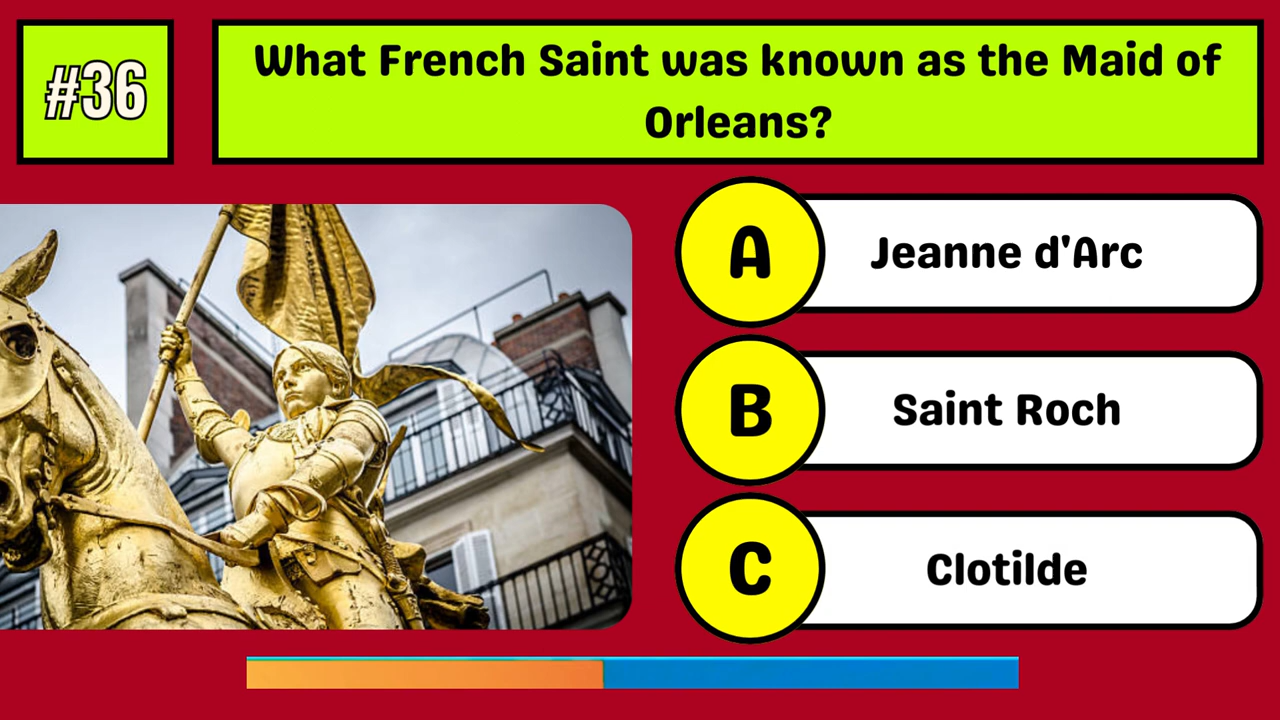 #36
What French Saint was known as the Maid of
Orleans?
A
Jeanne d'Arc
B
Saint Roch
C
Clotilde